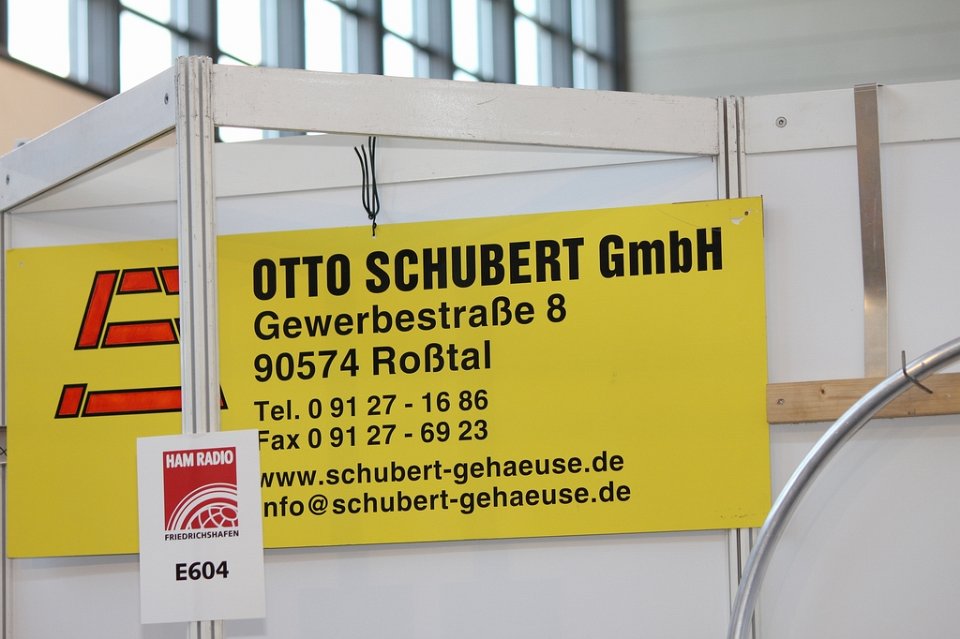 OTTO SCHUBERT GmbH
Gewerbestraße 8
90574 Roßtal
Tel. 0 91 27 - 16 86
Fax 0 91 27 - 69 23
www.schubert-gehaeuse.de
info@schubert-gehaeuse.de
HAM RADIO
FRIEDRICHSHAFEN
E604